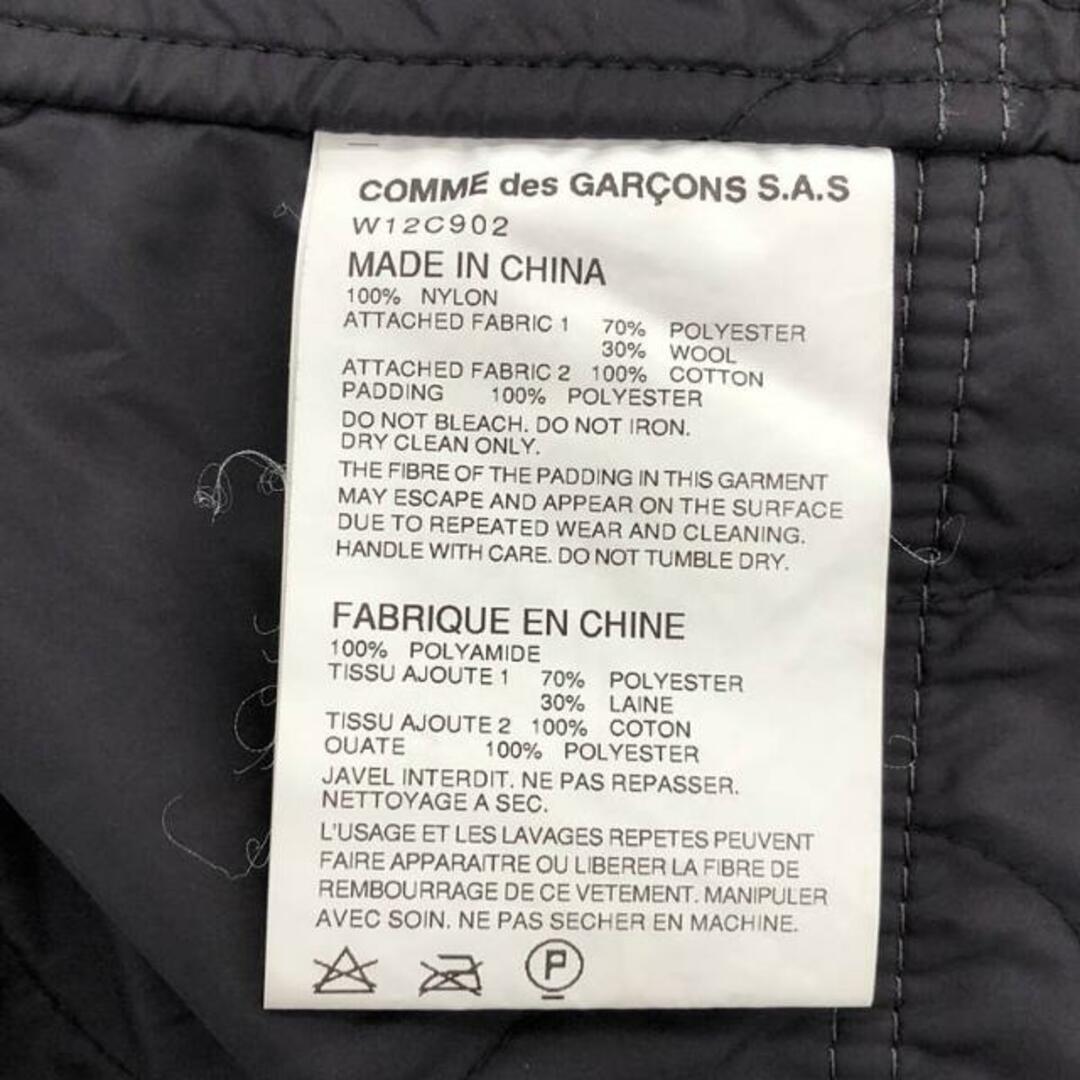 COMME des GARÇONS S.A.S
W12C902
MADE IN CHINA
100% NYLON
ATTACHED FABRIC 1 70% POLYESTER
30% WOOL
ATTACHED FABRIC 2 100% COTTON
PADDING 100% POLYESTER
DO NOT BLEACH. DO NOT IRON.
DRY CLEAN ONLY.
THE FIBRE OF THE PADDING IN THIS GARMENT
MAY ESCAPE AND APPEAR ON THE SURFACE
DUE TO REPEATED WEAR AND CLEANING.
HANDLE WITH CARE. DO NOT TUMBLE DRY.
FABRIQUE EN CHINE
100% POLYAMIDE
TISSU AJOUTE 1 70% POLYESTER
30% LAINE
TISSU AJOUTE 2 100% COTON
OUATE 100% POLYESTER
JAVEL INTERDIT. NE PAS REPASSER.
NETTOYAGE A SEC.
L'USAGE ET LES LAVAGES REPETES PEUVENT
FAIRE APPARAITRE OU LIBERER LA FIBRE DE
REMBOURRAGE DE CE VETEMENT. MANIPULER
AVEC SOIN. NE PAS SECHER EN MACHINE.
P